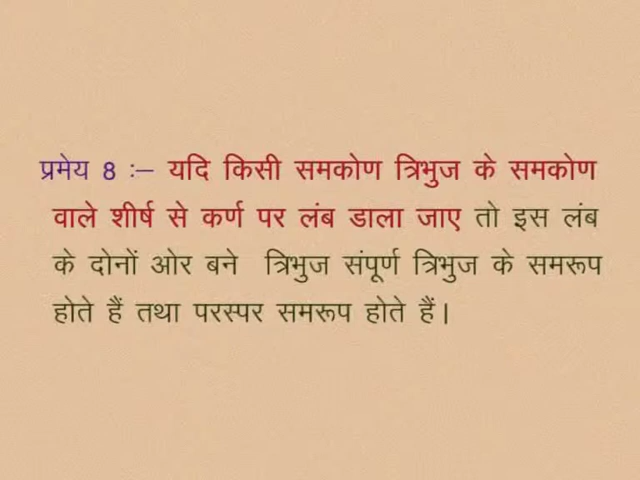 प्रमेय 8 :– यदि किसी समकोण त्रिभुज के समकोण
वाले शीर्ष से कर्ण पर लंब डाला जाए तो इस लंब
के दोनों ओर बने त्रिभुज संपूर्ण त्रिभुज के समरूप
होते हैं तथा परस्पर समरूप होते हैं।